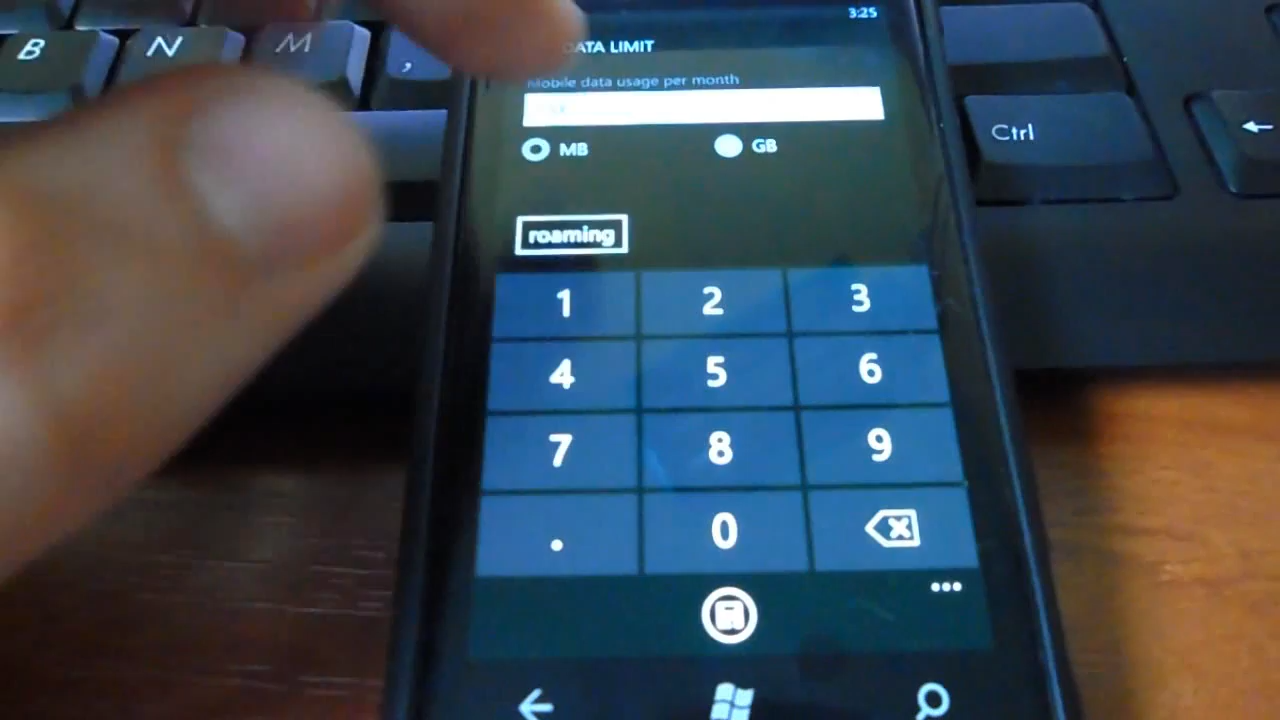 B N M ,
3:25
DATA LIMIT
Mobile data usage per month
MB GB
Ctrl
roaming
1 2 3
4 5 6
7 8 9
. 0